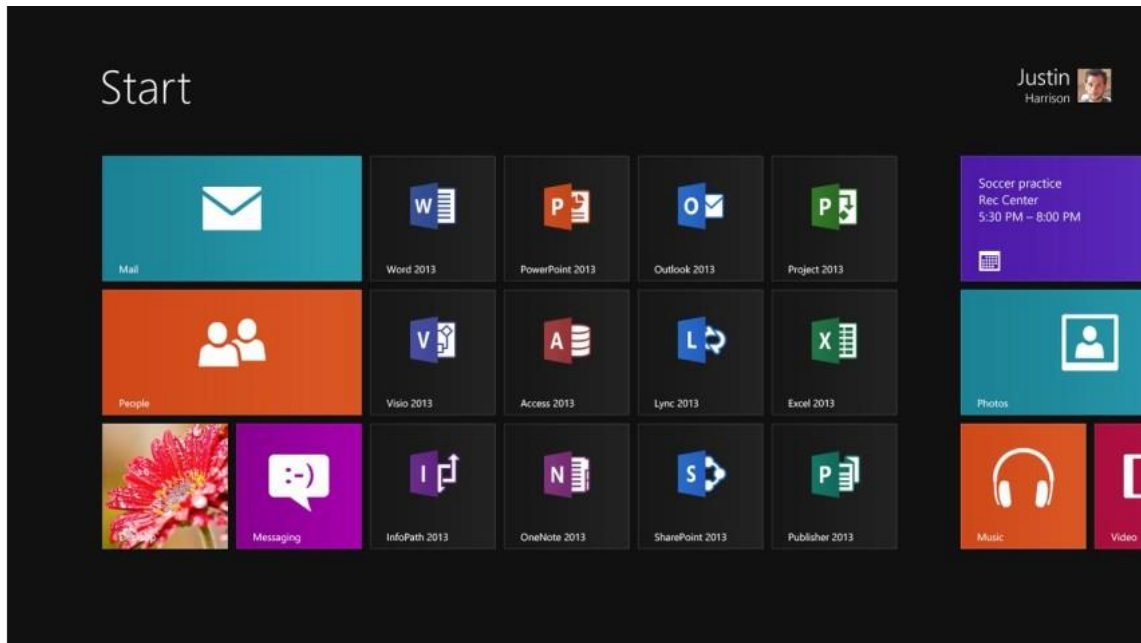 Start
Justin
Harrison
Mail
W
Word 2013
P
PowerPoint 2013
O
Outlook 2013
P
Project 2013
Soccer practice
Rec Center
5:30 PM – 8:00 PM
People
V
Visio 2013
A
Access 2013
L
Lync 2013
X
Excel 2013
Photos
Desktop
:-)
Messaging
I
InfoPath 2013
N
OneNote 2013
S
SharePoint 2013
P
Publisher 2013
Music
Video